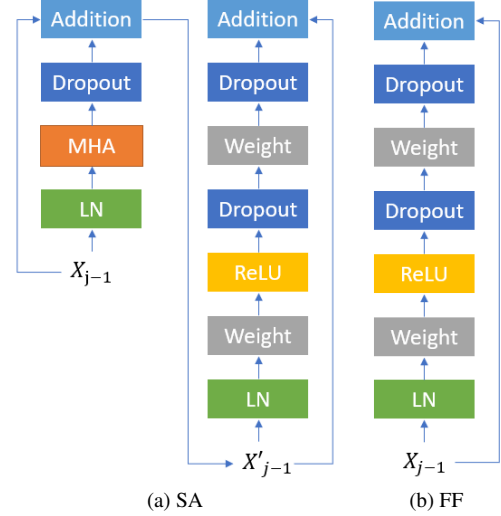 Addition
Dropout
MHA
LN
X_{j-1}
Addition
Dropout
Weight
Dropout
ReLU
Weight
LN
X'_{j-1}
(a) SA
Addition
Dropout
Weight
Dropout
ReLU
Weight
LN
X_{j-1}
(b) FF